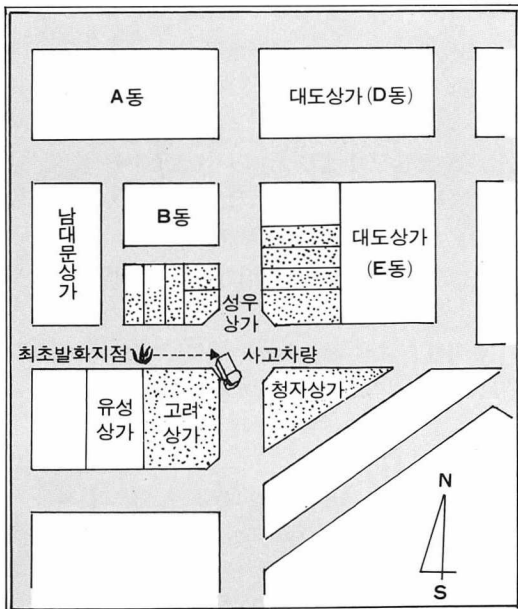 A동
대도상가 (D동)
남대문상가
B동
대도상가
(E동)
성우
상가
최초발화지점
사고차량
유성
상가
고려
상가
청자상가
N
S